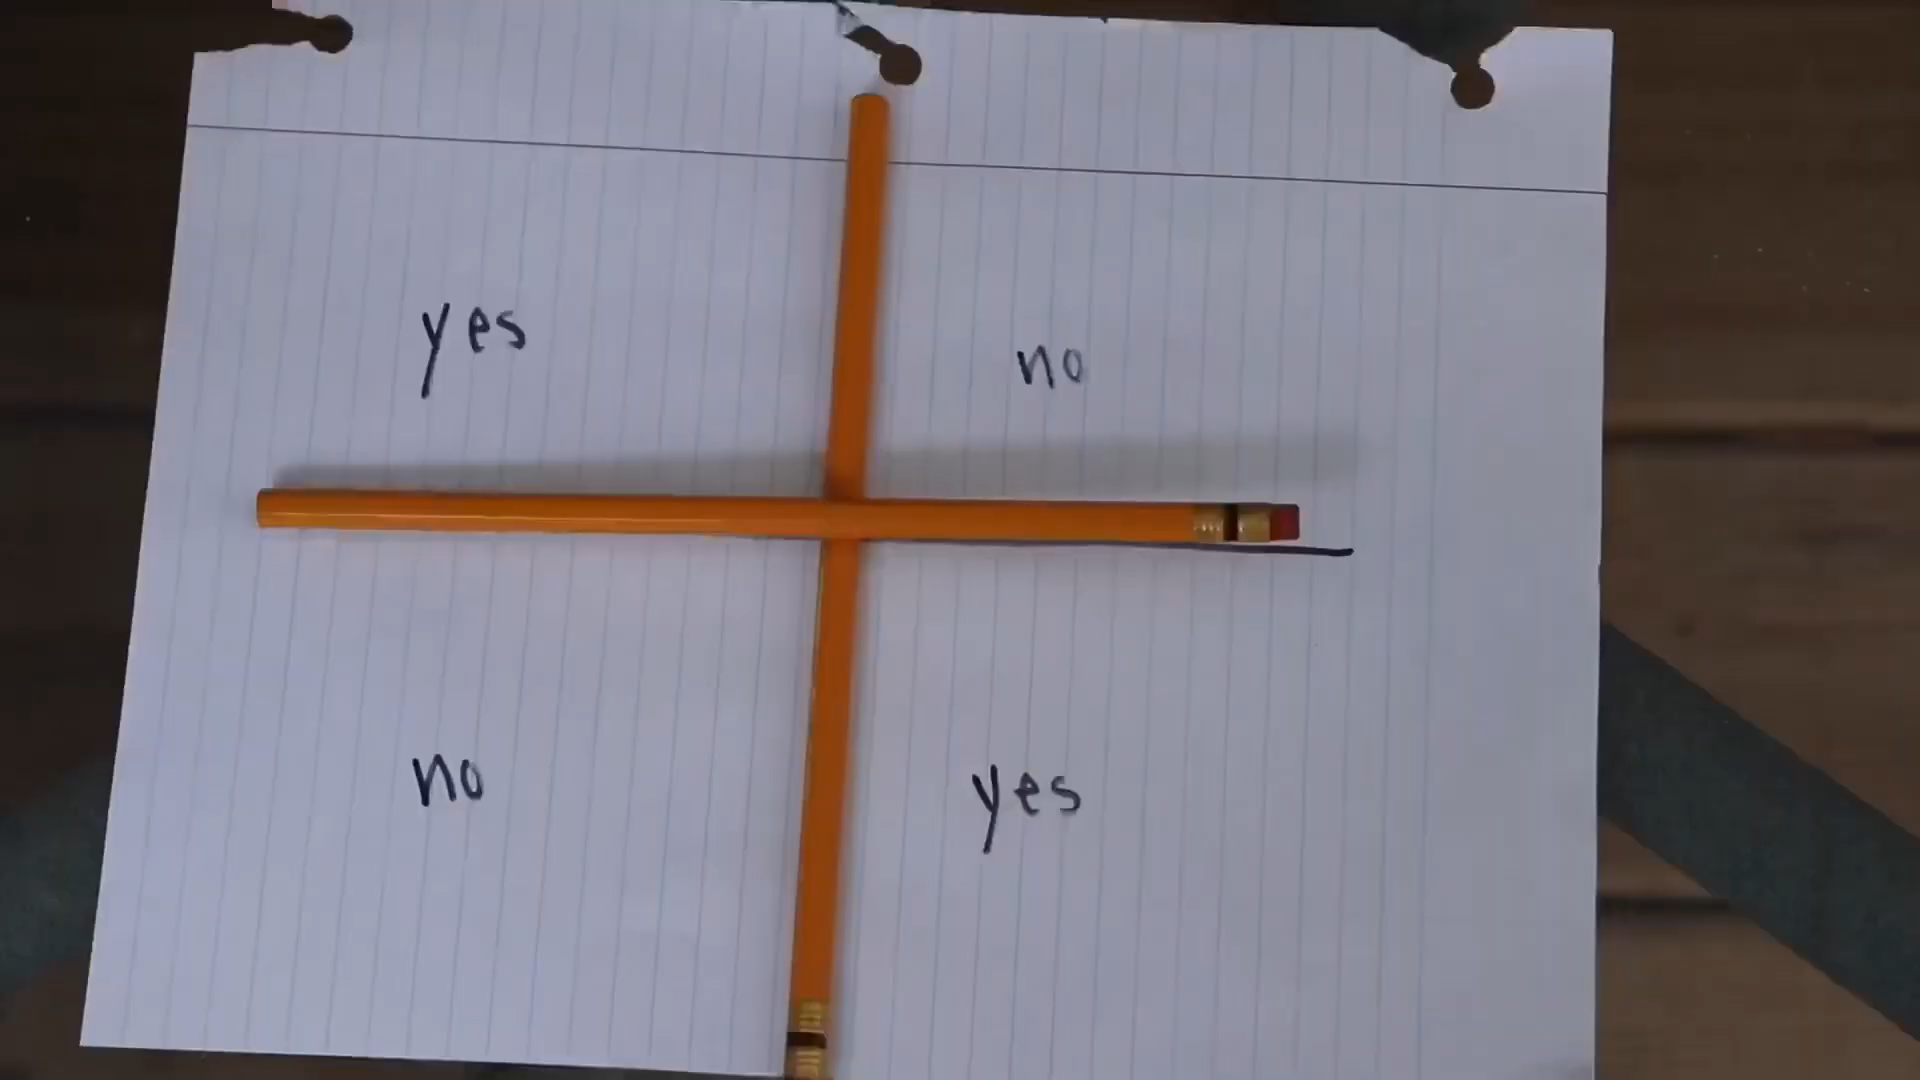 yes no
no yes